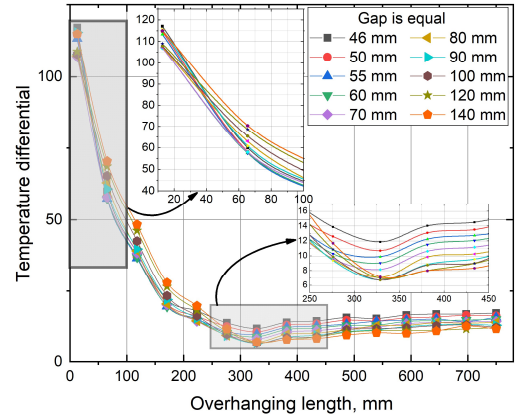 Gap is equal
46 mm
50 mm
55 mm
60 mm
70 mm
80 mm
90 mm
100 mm
120 mm
140 mm
Temperature differential
100
50
0
125
120
110
100
90
80
70
60
50
40
20
40
60
80
100
16
14
12
10
8
6
250
300
350
400
450
0
100
200
300
400
500
600
700
Overhanging length, mm